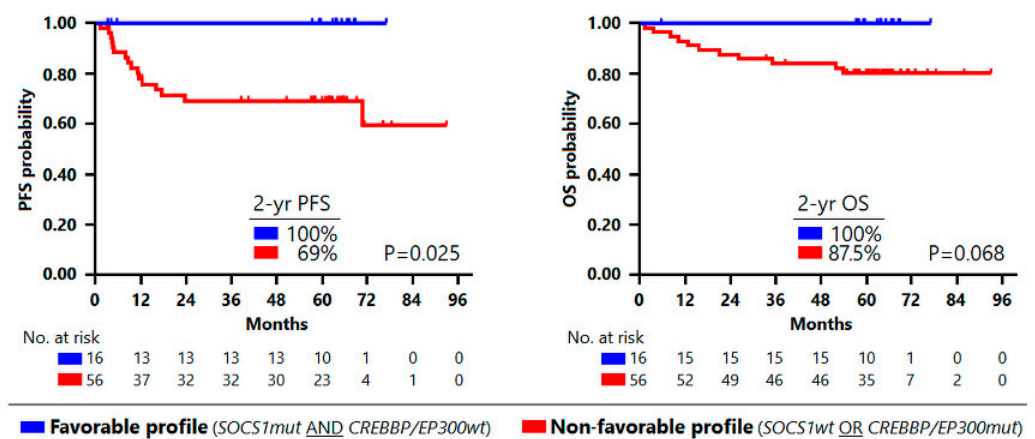 1.00
0.80
0.60
0.40
0.20
0.00
PFS probability
2-yr PFS
100%
69%
P=0.025
0 12 24 36 48 60 72 84 96
Months
No. at risk
16 13 13 13 13 10 1 0 0
56 37 32 32 30 23 4 1 0
1.00
0.80
0.60
0.40
0.20
0.00
OS probability
2-yr OS
100%
87.5%
P=0.068
0 12 24 36 48 60 72 84 96
Months
No. at risk
16 15 15 15 15 10 1 0 0
56 52 49 46 46 35 7 2 0
Favorable profile (SOCS1mut AND CREBBP/EP300wt)
Non-favorable profile (SOCS1wt OR CREBBP/EP300mut)